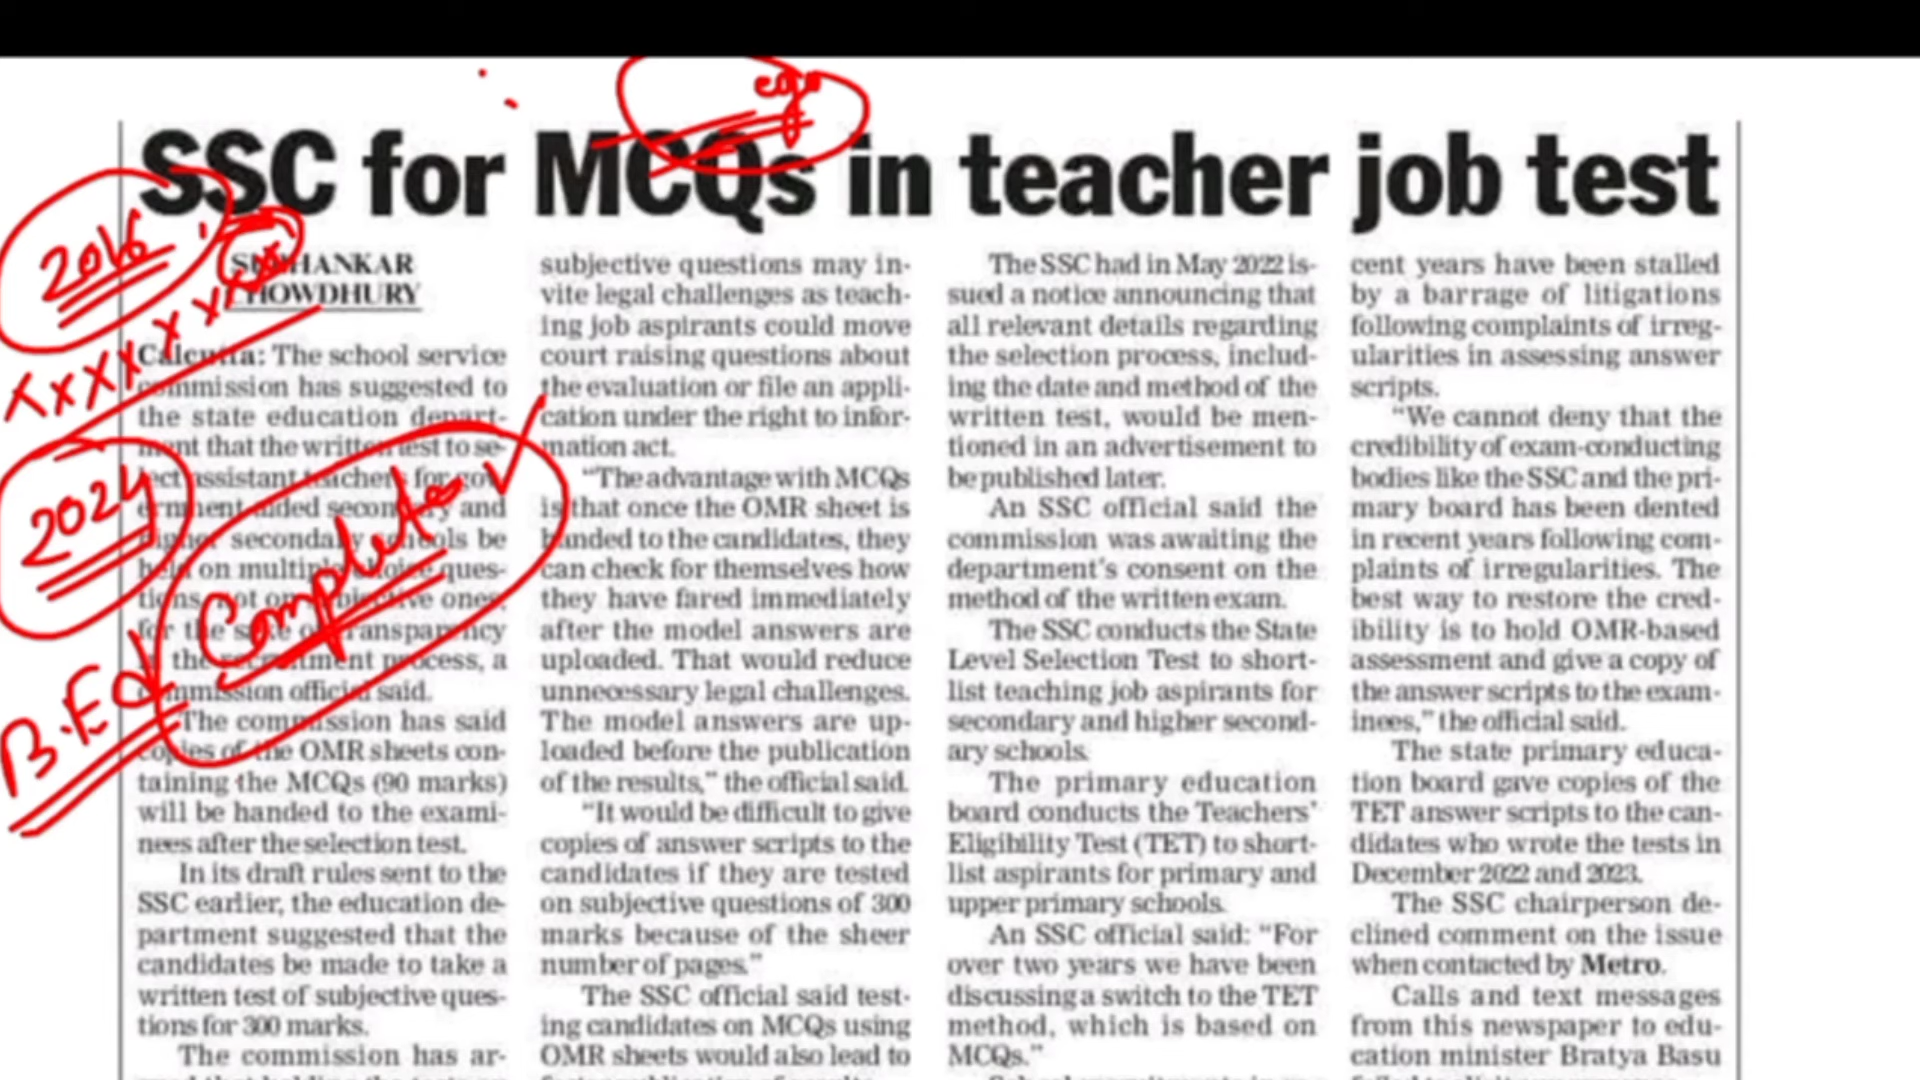 ego
SSC for MCQs in teacher job test
2016
HOWDHURY
Calcutta: The school service
commission has suggested to
the state education depart-
ment that the written test to se-
lect assistant teachers for gov-
ernment-aided secondary and
higher secondary schools be
held on multiple choice ques-
tions, not on subjective ones,
for the sake of transparency
in the recruitment process, a
commission official said.
The commission has said
copies of the OMR sheets con-
taining the MCQs (90 marks)
will be handed to the exami-
nees after the selection test.
In its draft rules sent to the
SSC earlier, the education de-
partment suggested that the
candidates be made to take a
written test of subjective ques-
tions for 300 marks.
The commission has ar-
xxxxxxxxx
2024
Complete
B.Ed
subjective questions may in-
vite legal challenges as teach-
ing job aspirants could move
court raising questions about
the evaluation or file an appli-
cation under the right to infor-
mation act.
“The advantage with MCQs
is that once the OMR sheet is
handed to the candidates, they
can check for themselves how
they have fared immediately
after the model answers are
uploaded. That would reduce
unnecessary legal challenges.
The model answers are up-
loaded before the publication
of the results,” the official said.
“It would be difficult to give
copies of answer scripts to the
candidates if they are tested
on subjective questions of 300
marks because of the sheer
number of pages.”
The SSC official said test-
ing candidates on MCQs using
OMR sheets would also lead to
The SSC had in May 2022 is-
sued a notice announcing that
all relevant details regarding
the selection process, includ-
ing the date and method of the
written test, would be men-
tioned in an advertisement to
be published later.
An SSC official said the
commission was awaiting the
department’s consent on the
method of the written exam.
The SSC conducts the State
Level Selection Test to short-
list teaching job aspirants for
secondary and higher second-
ary schools.
The primary education
board conducts the Teachers’
Eligibility Test (TET) to short-
list aspirants for primary and
upper primary schools.
An SSC official said: “For
over two years we have been
discussing a switch to the TET
method, which is based on
MCQs.”
cent years have been stalled
by a barrage of litigations
following complaints of irreg-
ularities in assessing answer
scripts.
“We cannot deny that the
credibility of exam-conducting
bodies like the SSC and the pri-
mary board has been dented
in recent years following com-
plaints of irregularities. The
best way to restore the cred-
ibility is to hold OMR-based
assessment and give a copy of
the answer scripts to the exam-
inees,” the official said.
The state primary educa-
tion board gave copies of the
TET answer scripts to the can-
didates who wrote the tests in
December 2022 and 2023.
The SSC chairperson de-
clined comment on the issue
when contacted by Metro.
Calls and text messages
from this newspaper to edu-
cation minister Bratya Basu